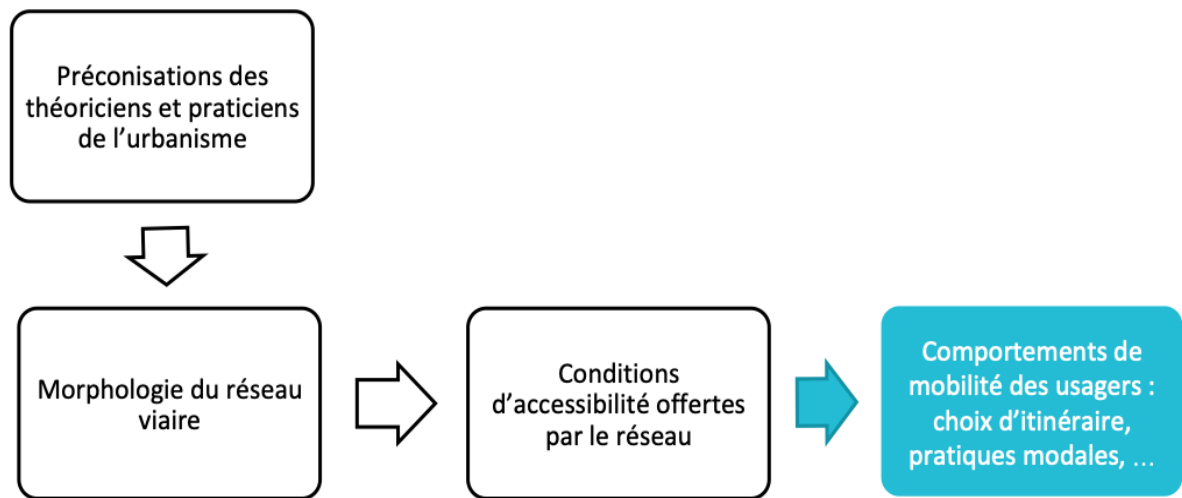 Préconisations des
théoriciens et praticiens
de l’urbanisme
Morphologie du réseau
viaire
Conditions
d’accessibilité offertes
par le réseau
Comportements de
mobilité des usagers :
choix d’itinéraire,
pratiques modales, …